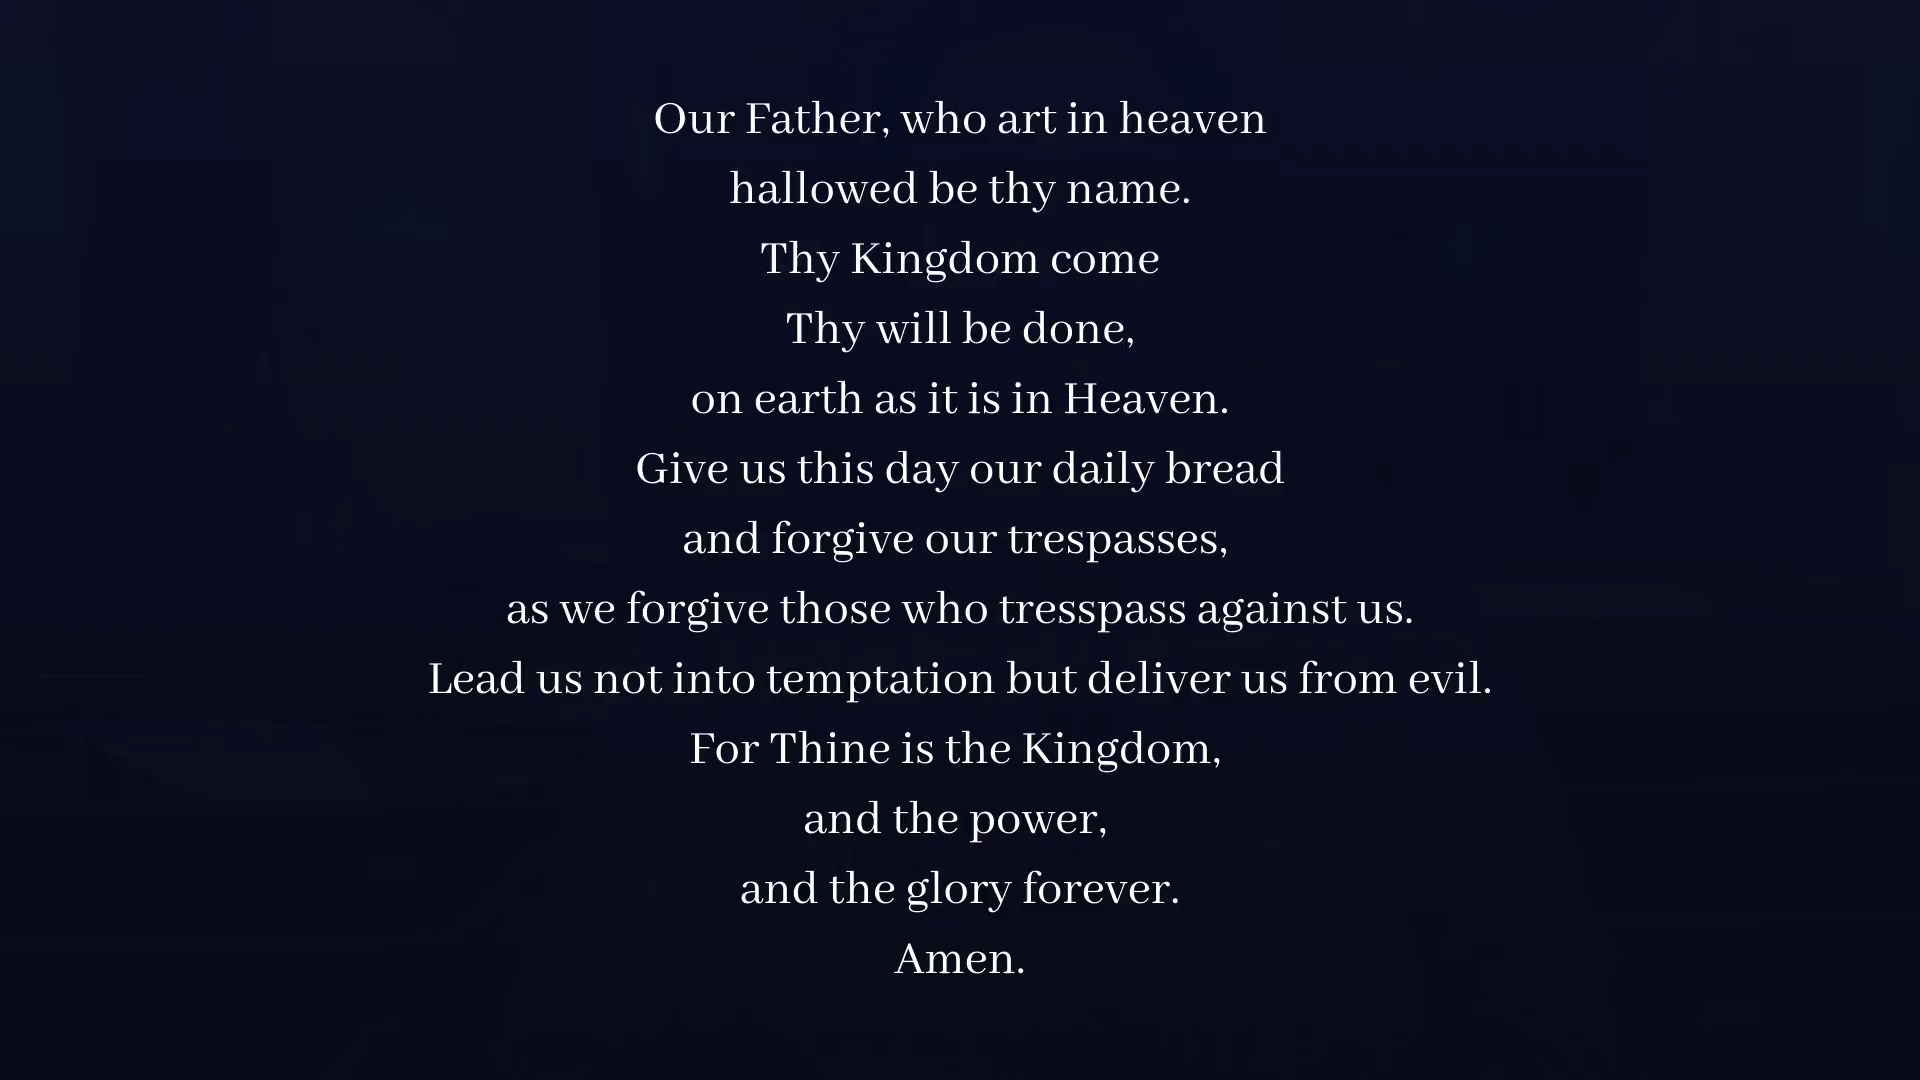 Our Father, who art in heaven
hallowed be thy name.
Thy Kingdom come
Thy will be done,
on earth as it is in Heaven.
Give us this day our daily bread
and forgive our trespasses,
as we forgive those who tresspass against us.
Lead us not into temptation but deliver us from evil.
For Thine is the Kingdom,
and the power,
and the glory forever.
Amen.